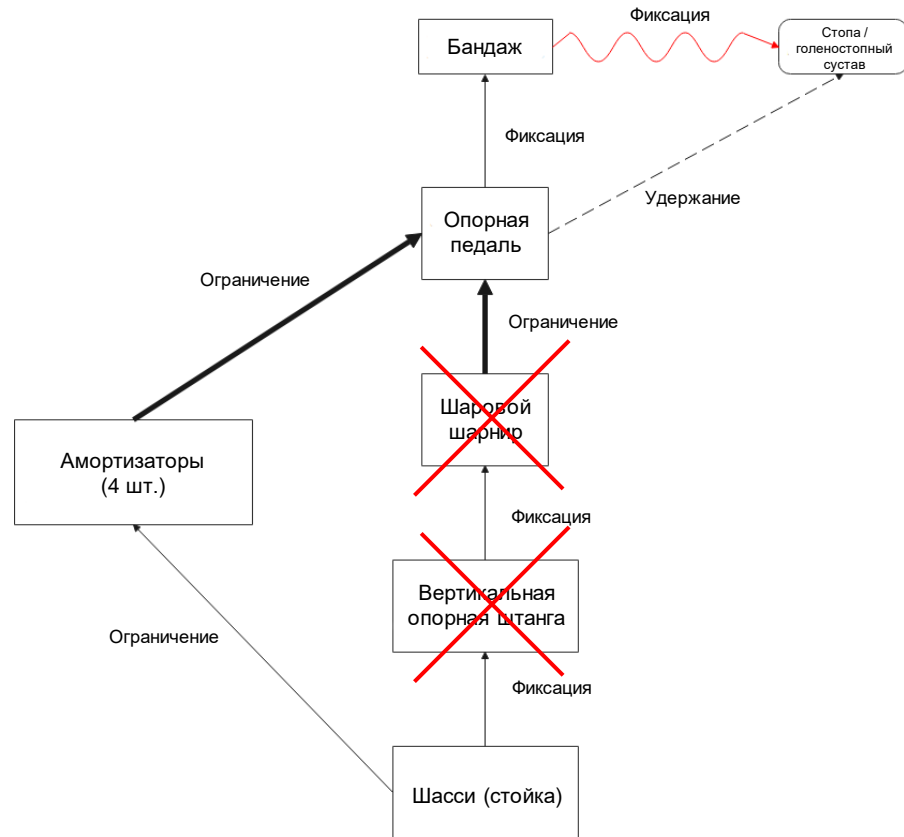 Фиксация
Бандаж
Стопа /
голеностопный
сустав
Фиксация
Удержание
Опорная
педаль
Ограничение
Ограничение
Шаровой
шарнир
Амортизаторы
(4 шт.)
Фиксация
Вертикальная
опорная штанга
Ограничение
Фиксация
Шасси (стойка)